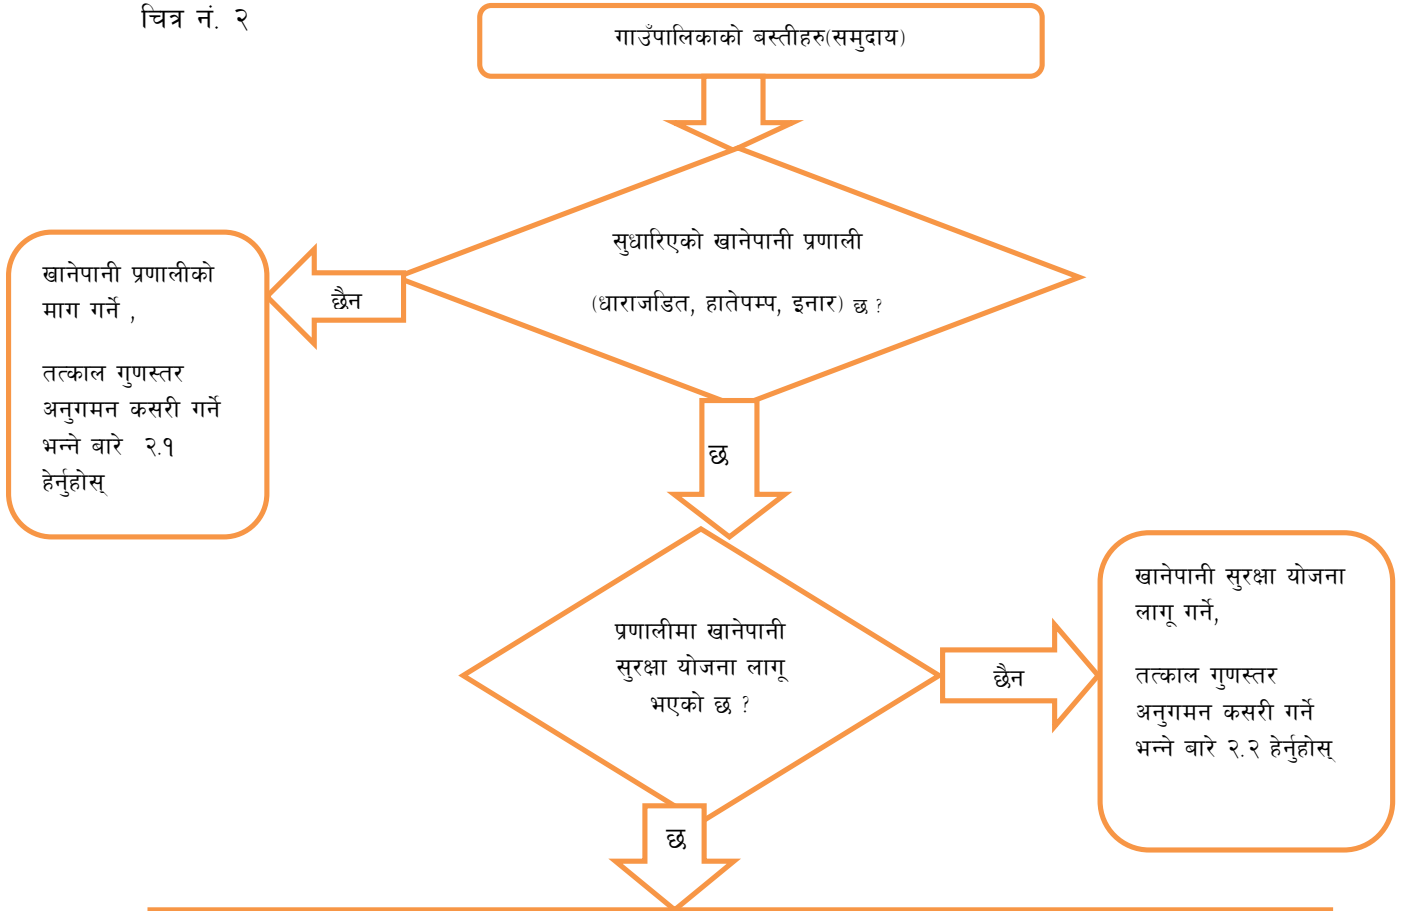 चित्र नं. २
गाउँपालिकाको बस्तीहरु(समुदाय)
सुधारिएको खानेपानी प्रणाली
(धाराजडित, हातेपम्प, इनार) छ ?
छैन
खानेपानी प्रणालीको
माग गर्ने ,
तत्काल गुणस्तर
अनुगमन कसरी गर्ने
भन्ने बारे २.१
हेर्नुहोस्
छ
प्रणालीमा खानेपानी
सुरक्षा योजना लागू
भएको छ ?
छैन
खानेपानी सुरक्षा योजना
लागू गर्ने,
तत्काल गुणस्तर
अनुगमन कसरी गर्ने
भन्ने बारे २.२ हेर्नुहोस्
छ